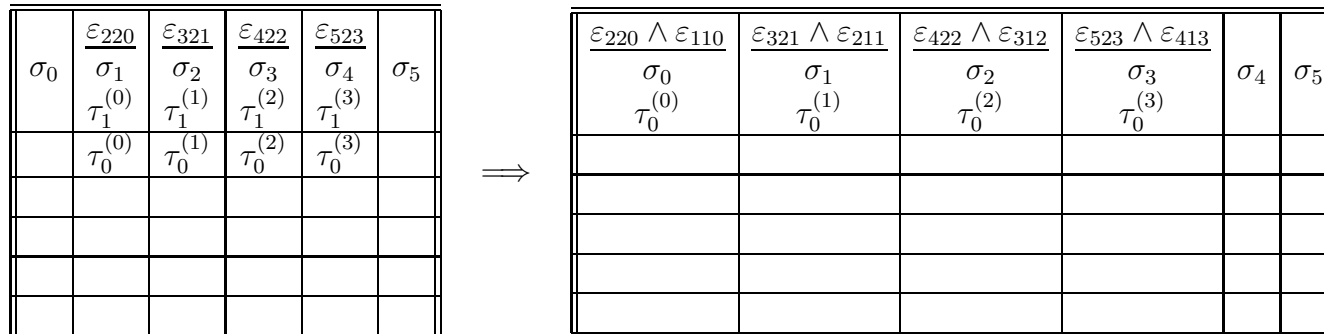 ε₂₂₀ ε₃₂₁ ε₄₂₂ ε₅₂₃
σ₀ σ₁ σ₂ σ₃ σ₄ σ₅
τ₁⁽⁰⁾ τ₁⁽¹⁾ τ₁⁽²⁾ τ₁⁽³⁾
τ₀⁽⁰⁾ τ₀⁽¹⁾ τ₀⁽²⁾ τ₀⁽³⁾
⟹
ε₂₂₀ ∧ ε₁₁₀ ε₃₂₁ ∧ ε₂₁₁ ε₄₂₂ ∧ ε₃₁₂ ε₅₂₃ ∧ ε₄₁₃
σ₀ σ₁ σ₂ σ₃ σ₄ σ₅
τ₀⁽⁰⁾ τ₀⁽¹⁾ τ₀⁽²⁾ τ₀⁽³⁾